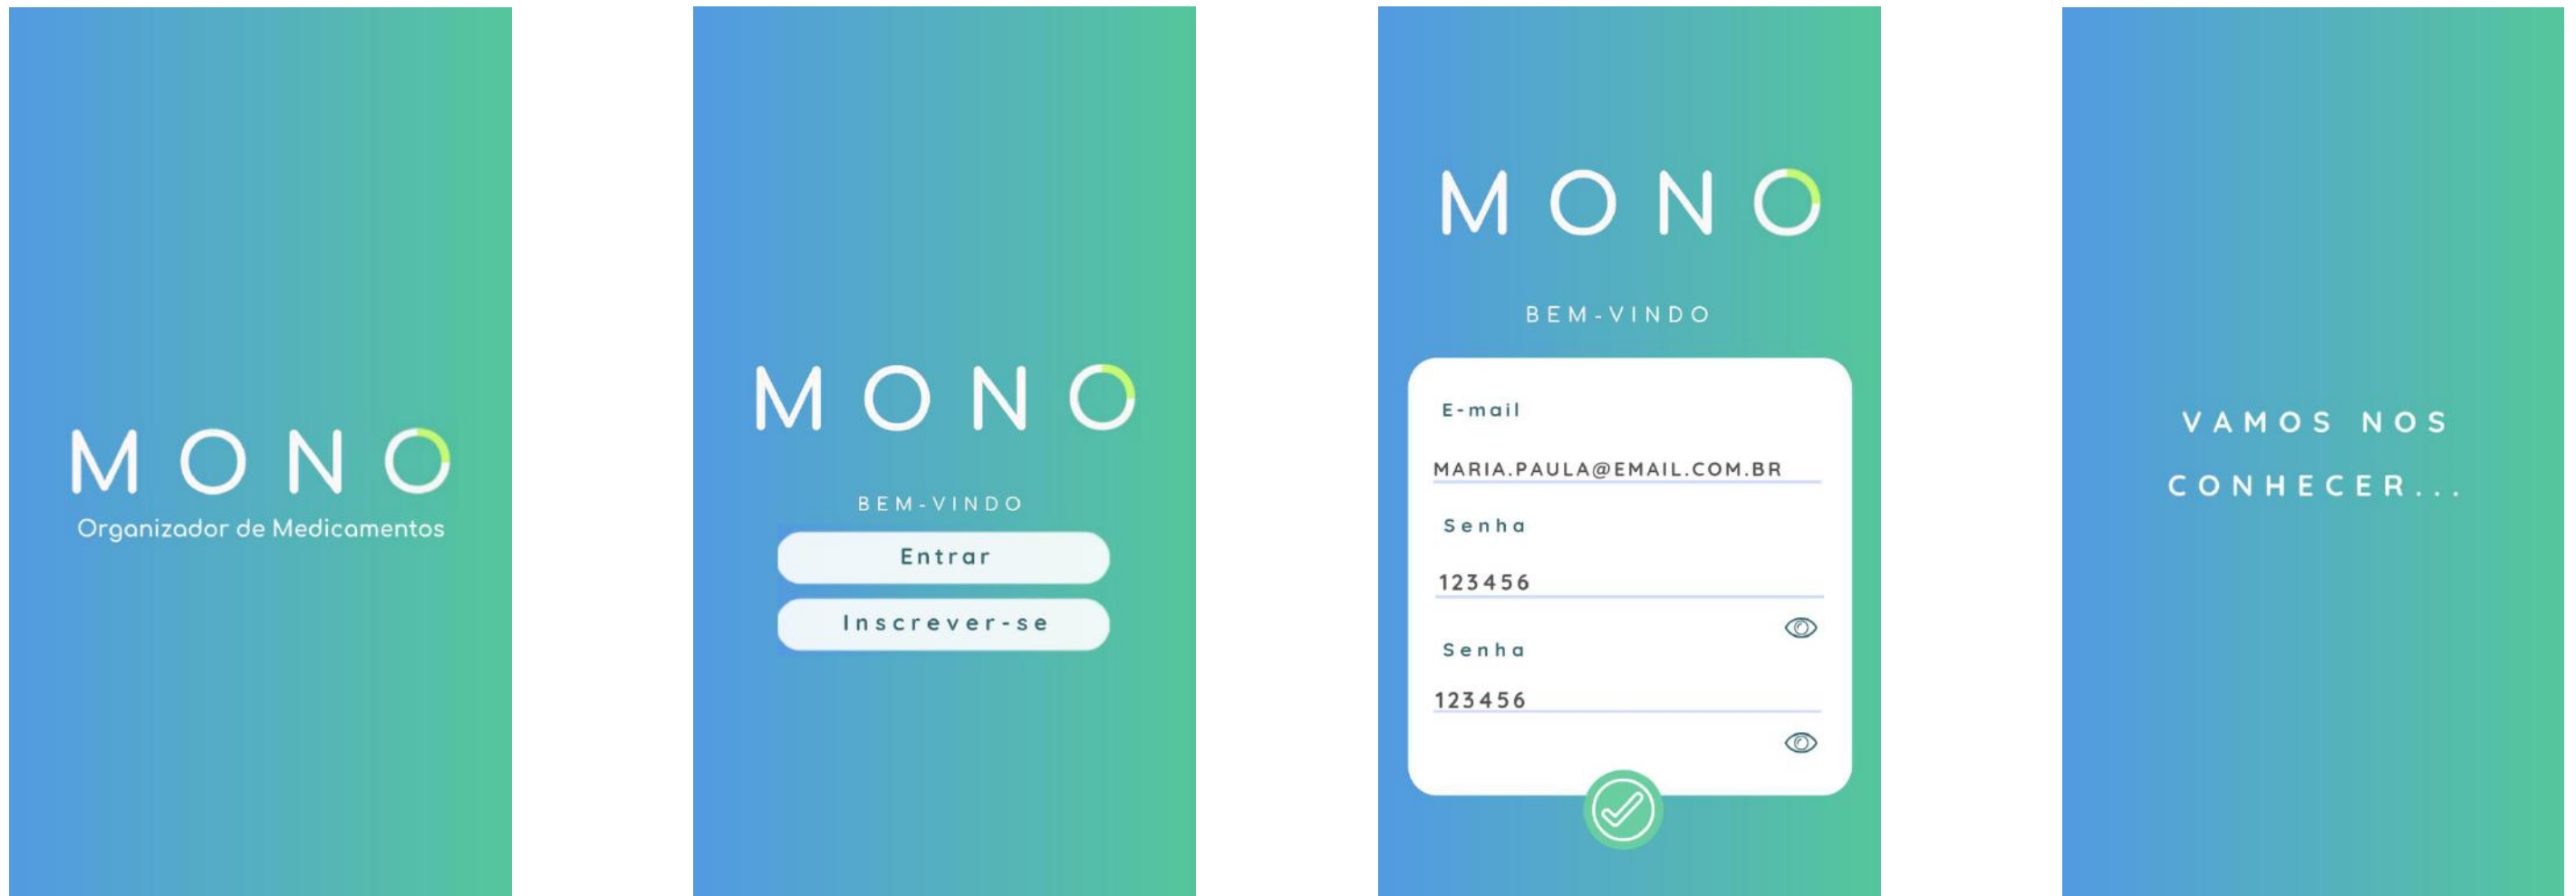 MONO
Organizador de Medicamentos
MONO
BEM-VINDO
Entrar
Inscrever-se
MONO
BEM-VINDO
E-mail
MARIA.PAULA@EMAIL.COM.BR
Senha
123456
Senha
123456
VAMOS NOS
CONHECER...